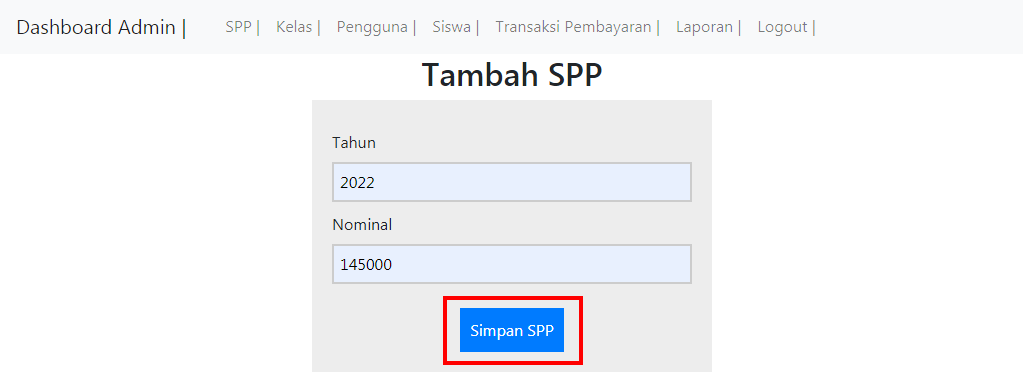 Dashboard Admin | SPP | Kelas | Pengguna | Siswa | Transaksi Pembayaran | Laporan | Logout |
Tambah SPP
Tahun
2022
Nominal
145000
Simpan SPP